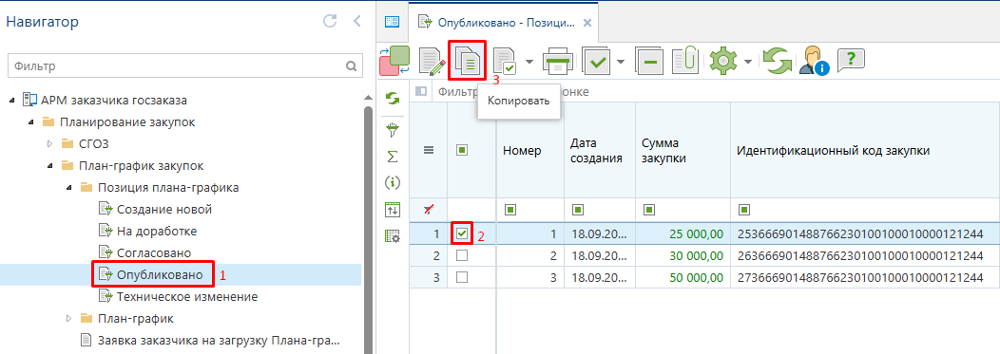 Навигатор
Фильтр
АРМ заказчика госзаказа
Планирование закупок
СГОЗ
План-график закупок
Позиция плана-графика
Создание новой
На доработке
Согласовано
Опубликовано 1
Техническое изменение
План-график
Заявка заказчика на загрузку Плана-гра...
Опубликовано - Позици...
3
Фильтр
онке
Копировать
Номер
Дата создания
Сумма закупки
Идентификационный код закупки
1 2 1 18.09.20... 25 000,00 253666901488766230100100010000121244
2 2 18.09.20... 30 000,00 263666901488766230100100010000121244
3 3 18.09.20... 50 000,00 273666901488766230100100010000121244